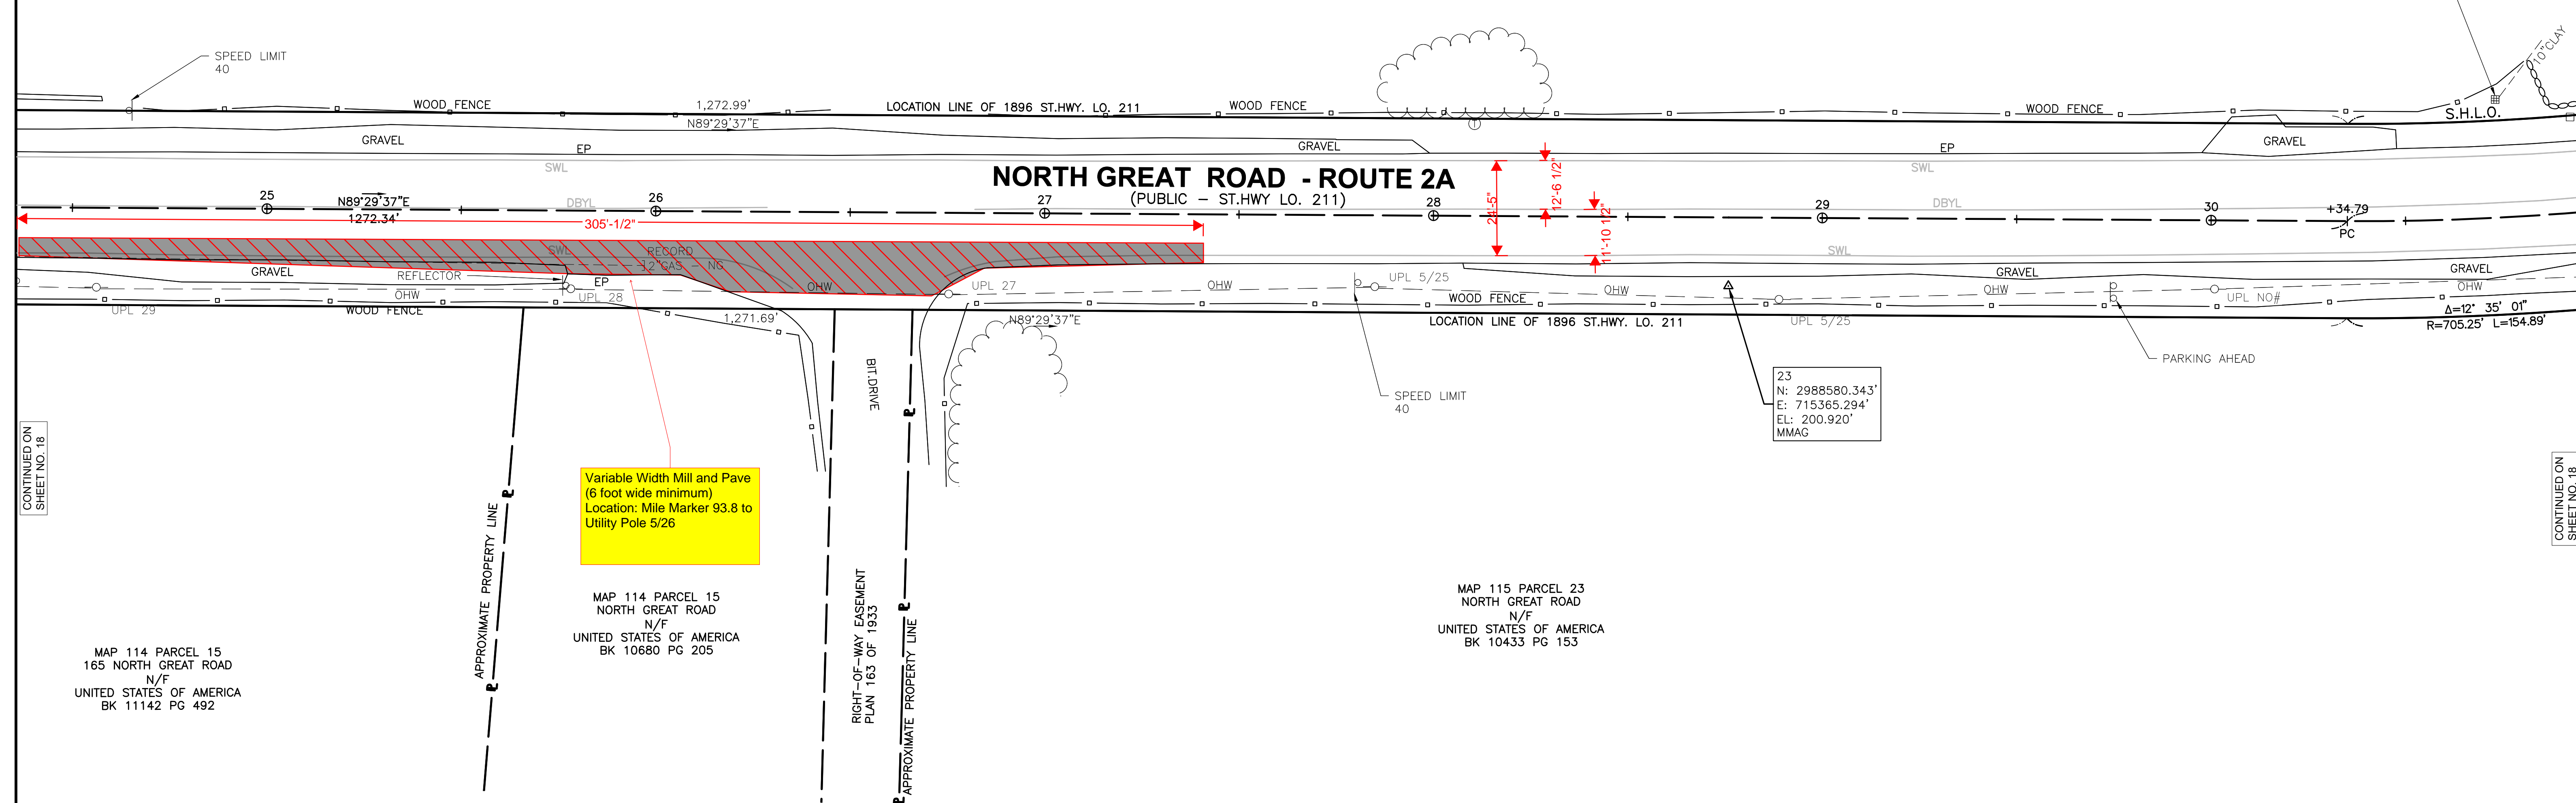 SPEED LIMIT
40
WOOD FENCE
1,272.99'
N89°29'37"E
LOCATION LINE OF 1896 ST.HWY. LO. 211
WOOD FENCE
WOOD FENCE
S.H.L.O.
10"CLAY
GRAVEL
EP
GRAVEL
EP
GRAVEL
SWL
SWL
NORTH GREAT ROAD - ROUTE 2A
(PUBLIC - ST.HWY LO. 211)
12'-6 1/2"
25
N89°29'37"E
1272.34'
DBYL
26
27
28
29
DBYL
30
+34.79
PC
305'-1/2"
24'-5"
11'-10 1/2"
SWL
RECORD
2"GAS - NG
SWL
GRAVEL
REFLECTOR
EP
OHW
UPL 28
OHW
UPL 27
OHW
UPL 5/25
OHW
GRAVEL
GRAVEL
OHW
UPL 29
WOOD FENCE
1,271.69'
N89°29'37"E
WOOD FENCE
LOCATION LINE OF 1896 ST.HWY. LO. 211
UPL 5/25
UPL NO#
Δ=12° 35' 01"
R=705.25' L=154.89'
PARKING AHEAD
SPEED LIMIT
40
23
N: 2988580.343'
E: 715365.294'
EL: 200.920'
MMAG
BIT.DRIVE
CONTINUED ON
SHEET NO. 18
CONTINUED ON
SHEET NO. 18
Variable Width Mill and Pave
(6 foot wide minimum)
Location: Mile Marker 93.8 to
Utility Pole 5/26
APPROXIMATE PROPERTY LINE
RIGHT-OF-WAY EASEMENT
PLAN 163 OF 1933
APPROXIMATE PROPERTY LINE
MAP 114 PARCEL 15
165 NORTH GREAT ROAD
N/F
UNITED STATES OF AMERICA
BK 11142 PG 492
MAP 114 PARCEL 15
NORTH GREAT ROAD
N/F
UNITED STATES OF AMERICA
BK 10680 PG 205
MAP 115 PARCEL 23
NORTH GREAT ROAD
N/F
UNITED STATES OF AMERICA
BK 10433 PG 153